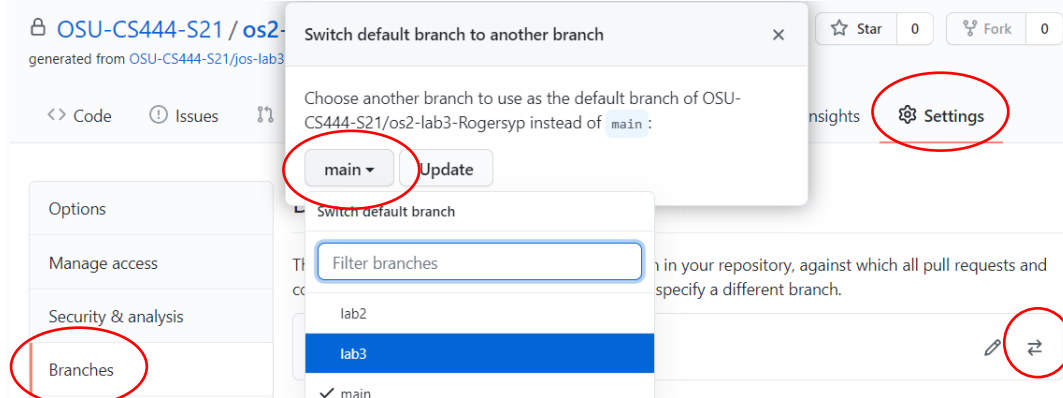 OSU-CS444-S21 / os2-
generated from OSU-CS444-S21/jos-lab3
Star 0
Fork 0
Code
Issues
Settings
Switch default branch to another branch
Choose another branch to use as the default branch of OSU-
CS444-S21/os2-lab3-Rogersyp instead of main :
main
Update
Switch default branch
Filter branches
lab2
lab3
main
Options
Manage access
Security & analysis
Branches
in your repository, against which all pull requests and
specify a different branch.